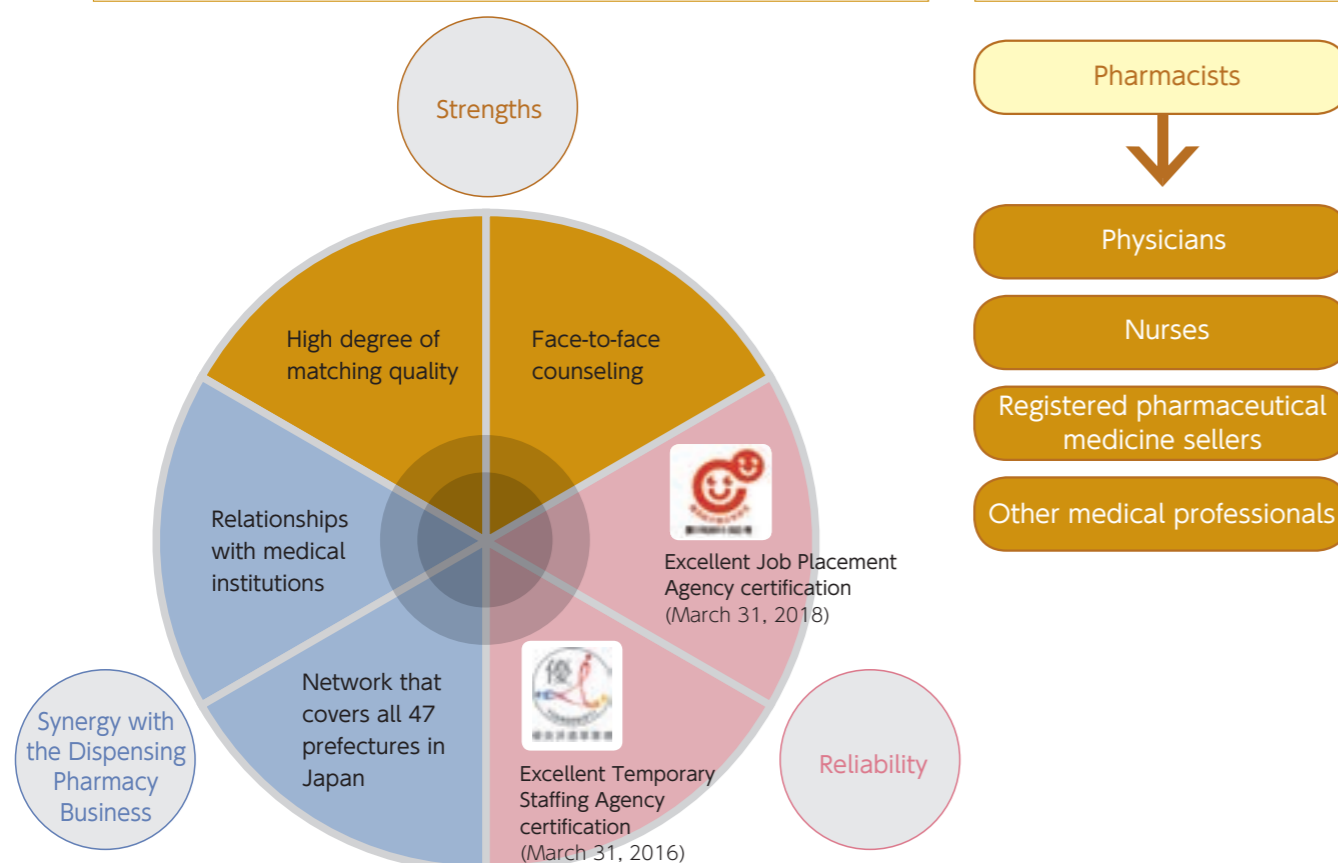 Strengths
High degree of
matching quality
Face-to-face
counseling
Relationships
with medical
institutions
Excellent Job Placement
Agency certification
(March 31, 2018)
Network that
covers all 47
prefectures in
Japan
優
Excellent Temporary
Staffing Agency
certification
(March 31, 2016)
Synergy with
the Dispensing
Pharmacy
Business
Reliability
Pharmacists
Physicians
Nurses
Registered pharmaceutical
medicine sellers
Other medical professionals